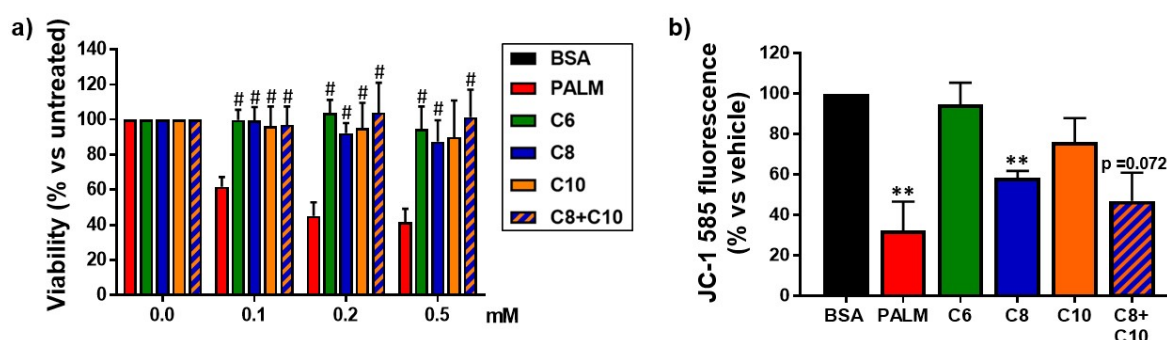 a)
Viability (% vs untreated)
140
120
100
80
60
40
20
0
# # # #
# # # #
# # #
0.0 0.1 0.2 0.5 mM
BSA
PALM
C6
C8
C10
C8+C10
b)
JC-1 585 fluorescence
(% vs vehicle)
120
100
80
60
40
20
0
**
**
p =0.072
BSA PALM C6 C8 C10 C8+
C10